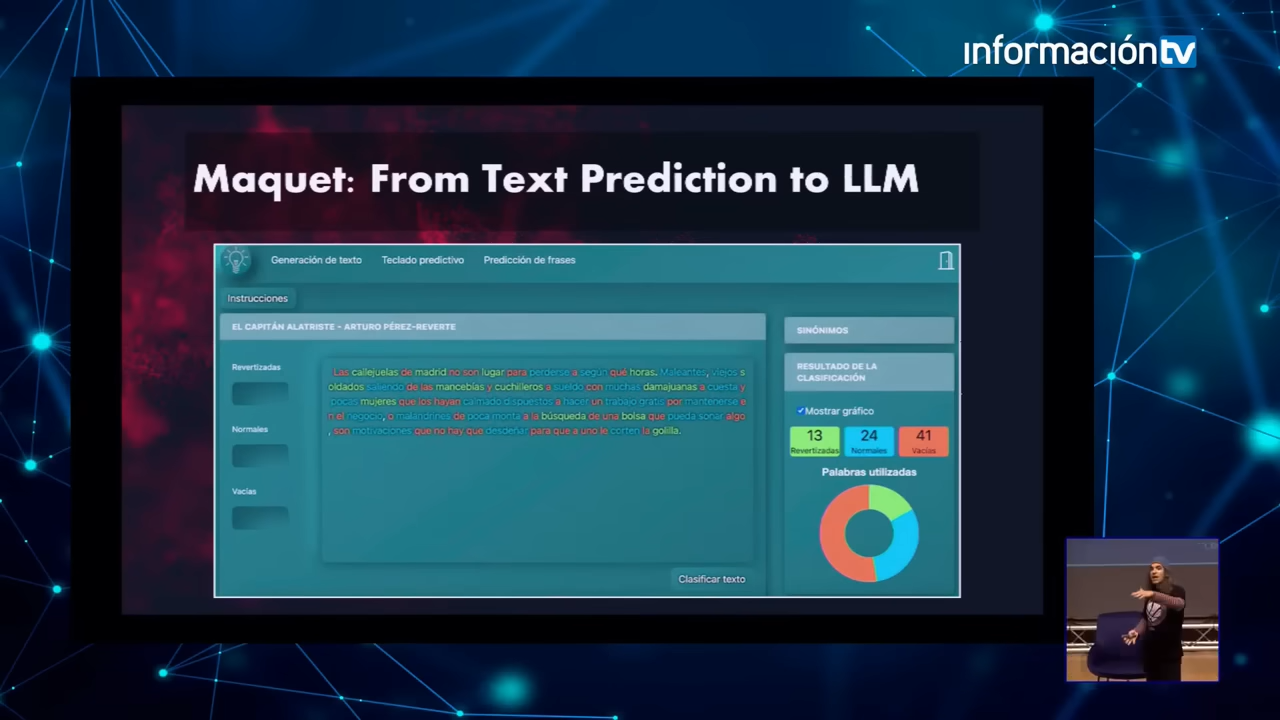 informacióntv
Maquet: From Text Prediction to LLM
Generación de texto Teclado predictivo Predicción de frases
Instrucciones
EL CAPITÁN ALATRISTE - ARTURO PÉREZ-REVERTE
Revertizadas
Normales
Vacías
Las callejuelas de madrid no son lugar para perderse a según qué horas. Maleantes, viejos s
oldados saliendo de las mancebías y cuchilleros a sueldo con muchas damajuanas a cuesta y
pocas mujeres que los hayan calmado dispuestos a hacer un trabajo gratis por mantenerse e
n el negocio, o malandrines de poca monta a la búsqueda de una bolsa que pueda sonar algo
, son motivaciones que no hay que desdeñar para que a uno le corten la golilla.
Clasificar texto
SINÓNIMOS
RESULTADO DE LA
CLASIFICACIÓN
Mostrar gráfico
13 24 41
Revertizadas Normales Vacías
Palabras utilizadas